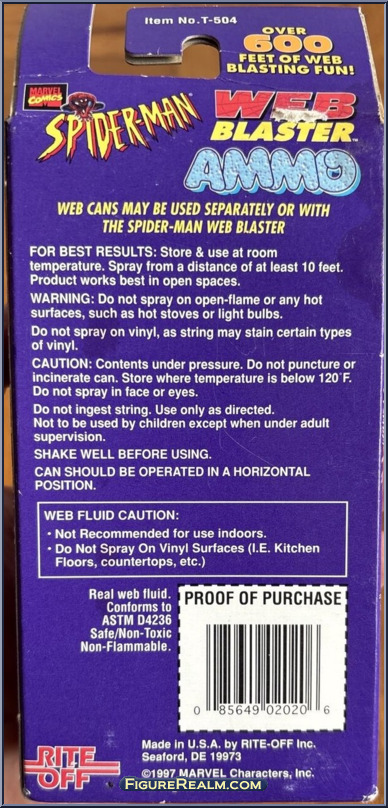 Item No.T-504
OVER
600
FEET OF WEB
BLASTING FUN!
MARVEL
COMICS
SPIDER-MAN
WEB
BLASTER™
AMMO
WEB CANS MAY BE USED SEPARATELY OR WITH
THE SPIDER-MAN WEB BLASTER
FOR BEST RESULTS: Store & use at room
temperature. Spray from a distance of at least 10 feet.
Product works best in open spaces.
WARNING: Do not spray on open-flame or any hot
surfaces, such as hot stoves or light bulbs.
Do not spray on vinyl, as string may stain certain types
of vinyl.
CAUTION: Contents under pressure. Do not puncture or
incinerate can. Store where temperature is below 120°F.
Do not spray in face or eyes.
Do not ingest string. Use only as directed.
Not to be used by children except when under adult
supervision.
SHAKE WELL BEFORE USING.
CAN SHOULD BE OPERATED IN A HORIZONTAL
POSITION.
WEB FLUID CAUTION:
• Not Recommended for use indoors.
• Do Not Spray On Vinyl Surfaces (I.E. Kitchen
Floors, countertops, etc.)
Real web fluid.
Conforms to
ASTM D4236
Safe/Non-Toxic
Non-Flammable.
PROOF OF PURCHASE
0 85649 02020 6
RITE
OFF
Made in U.S.A. by RITE-OFF Inc.
Seaford, DE 19973
©1997 MARVEL Characters, Inc.
FIGUREREALM.COM